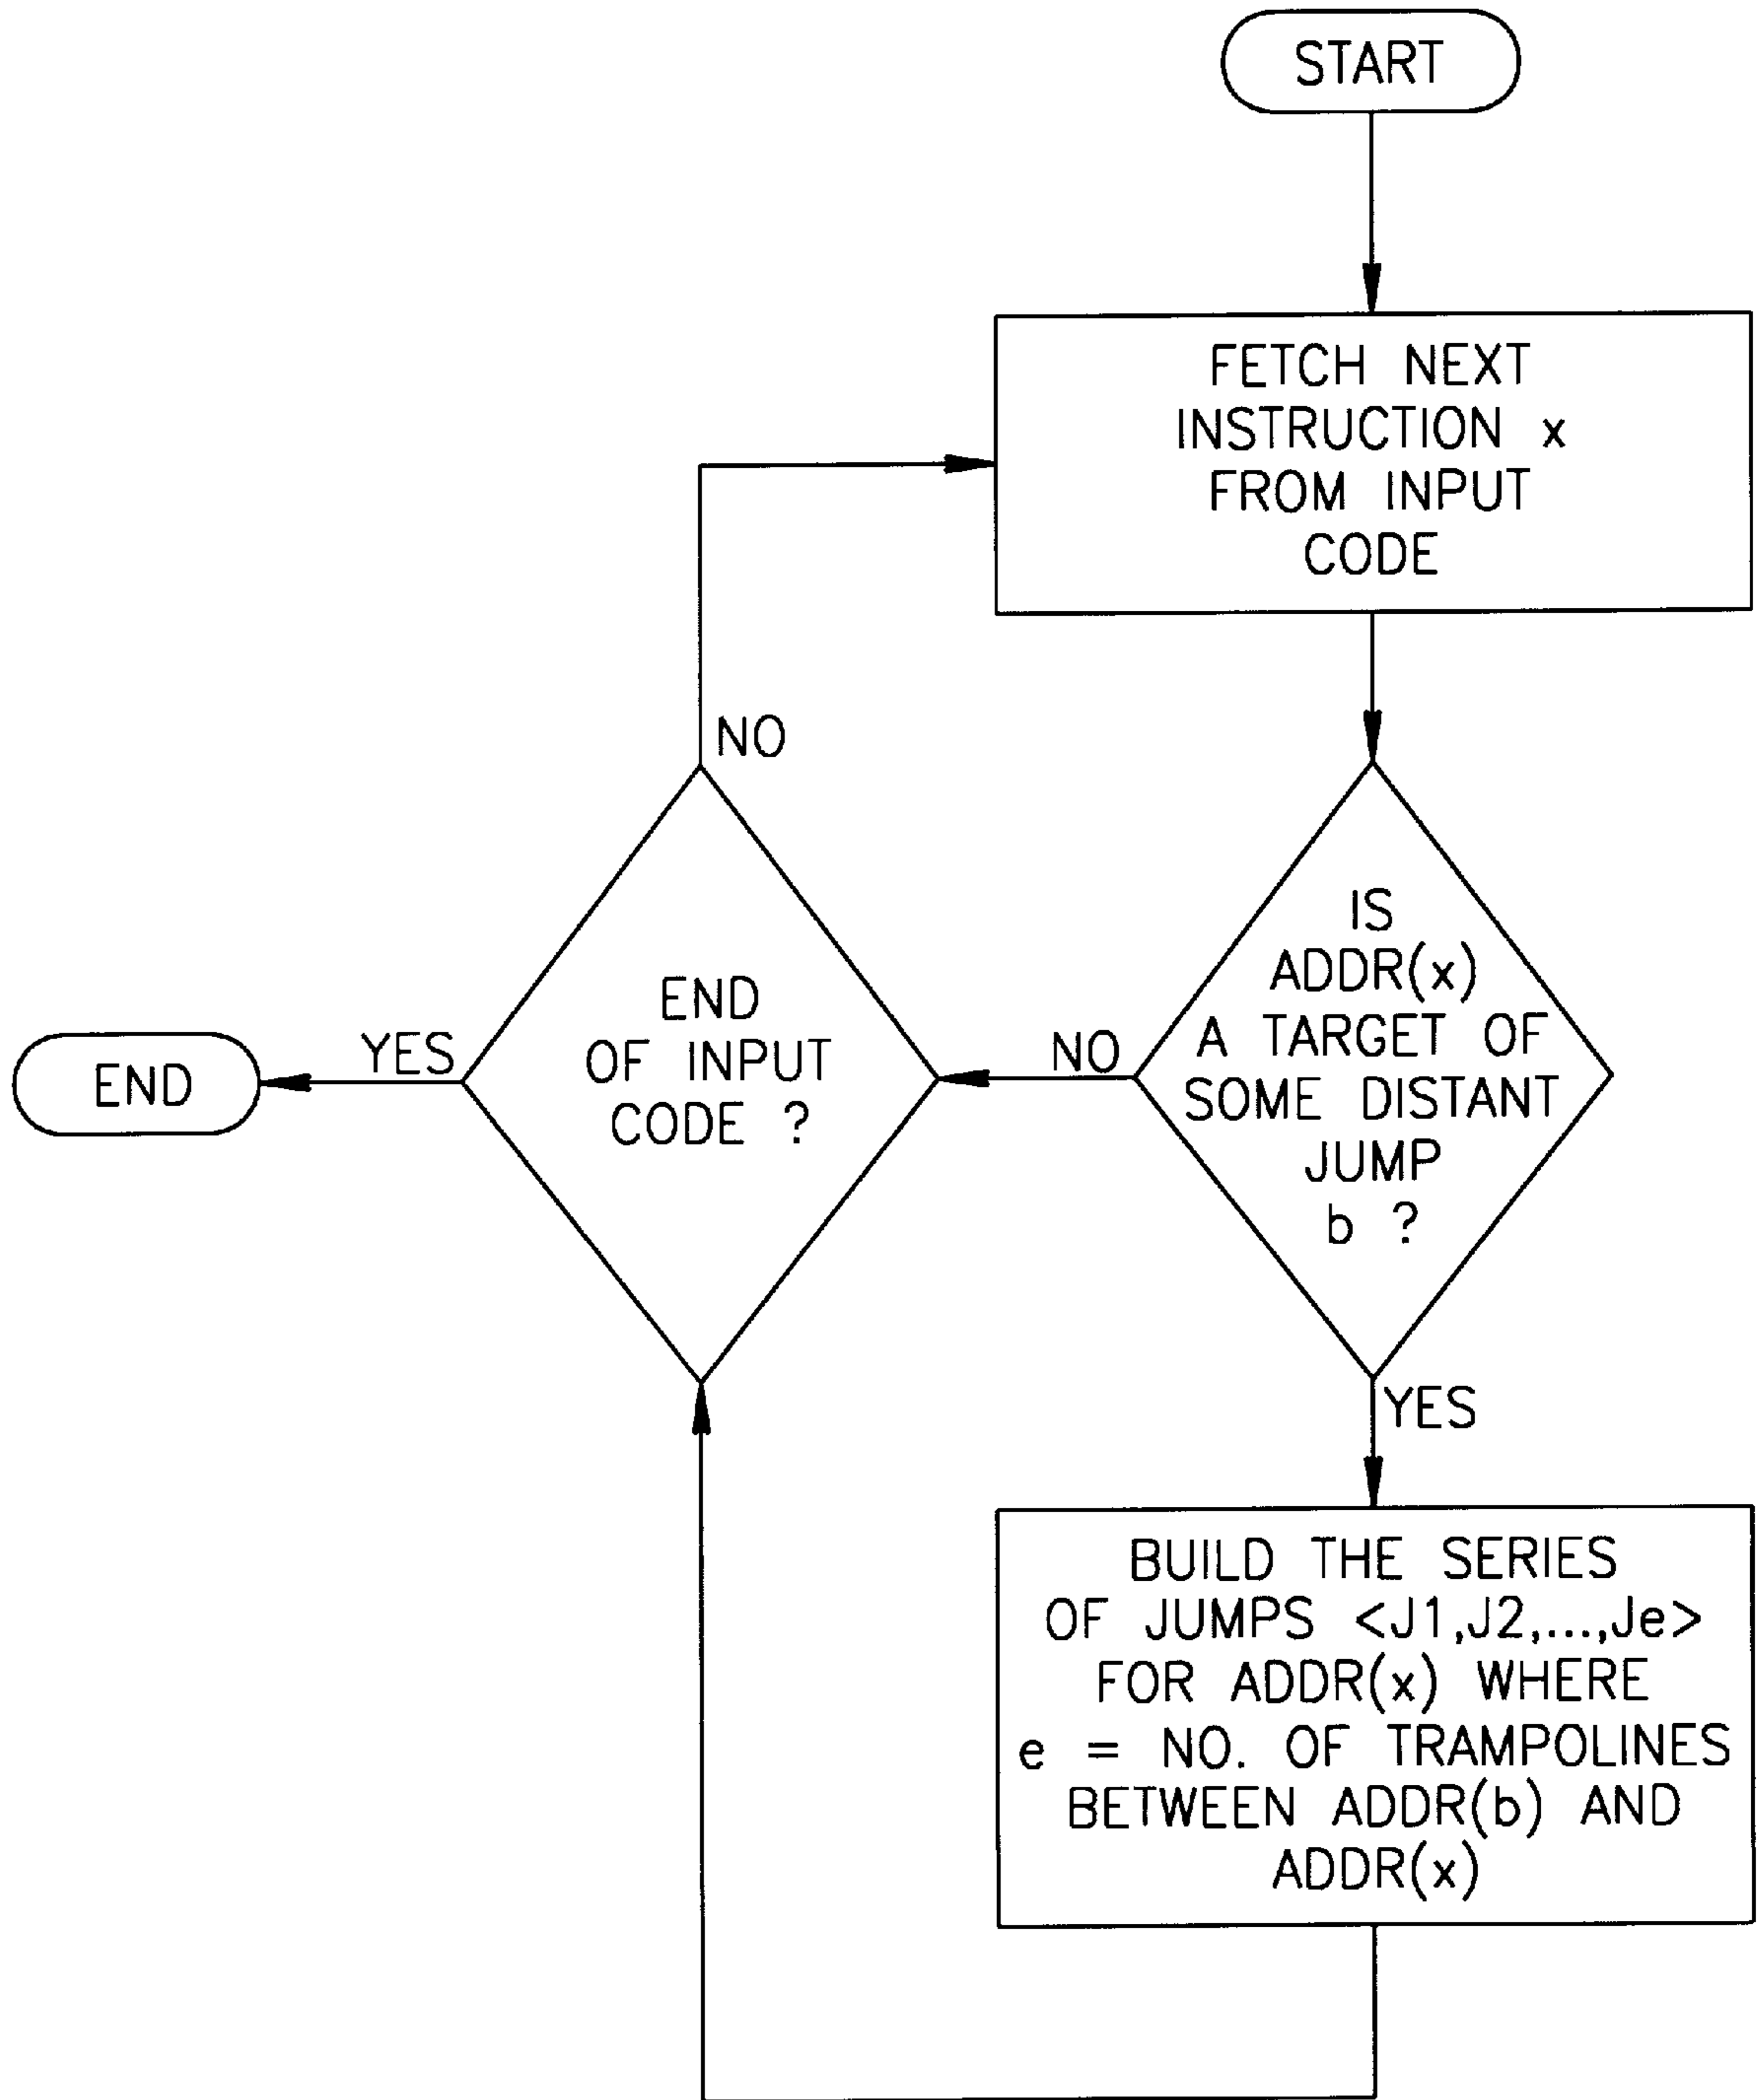 START
FETCH NEXT
INSTRUCTION x
FROM INPUT
CODE
NO
IS
ADDR(x)
A TARGET OF
SOME DISTANT
JUMP
b ?
NO
END
OF INPUT
CODE ?
YES
END
YES
BUILD THE SERIES
OF JUMPS <J1,J2,...,Je>
FOR ADDR(x) WHERE
e = NO. OF TRAMPOLINES
BETWEEN ADDR(b) AND
ADDR(x)